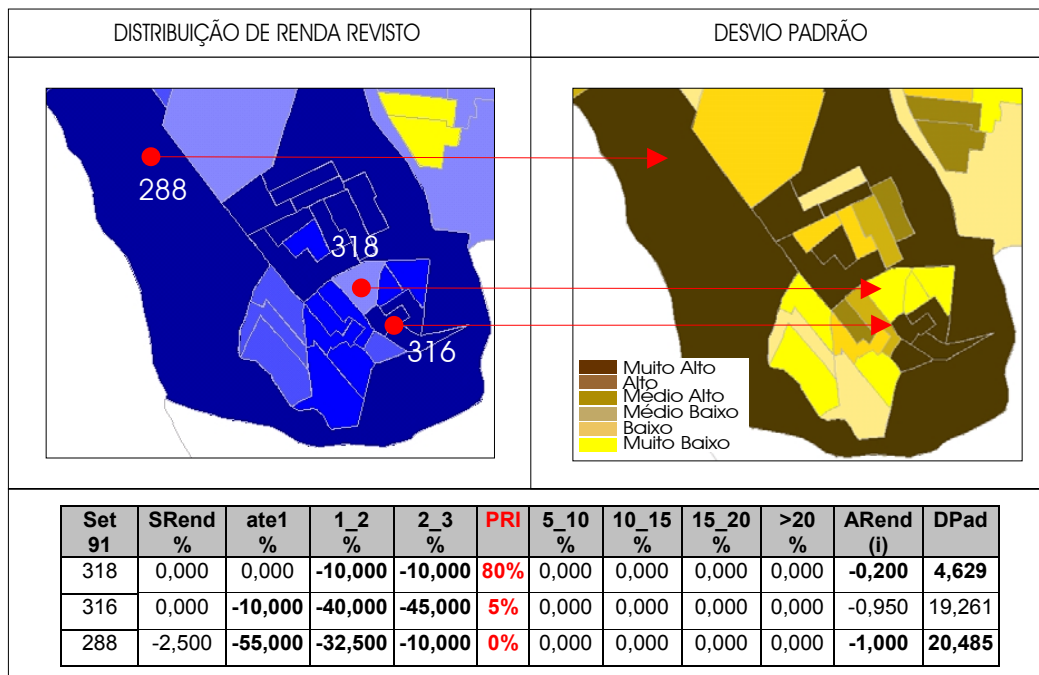 DISTRIBUIÇÃO DE RENDA REVISTO
DESVIO PADRÃO
288
318
316
Muito Alto
Alto
Médio Alto
Médio Baixo
Baixo
Muito Baixo
Set 91 SRend % ate1 % 1_2 % 2_3 % PRI 5_10 % 10_15 % 15_20 % >20 % ARend (i) DPad
318 0,000 0,000 -10,000 -10,000 80% 0,000 0,000 0,000 0,000 -0,200 4,629
316 0,000 -10,000 -40,000 -45,000 5% 0,000 0,000 0,000 0,000 -0,950 19,261
288 -2,500 -55,000 -32,500 -10,000 0% 0,000 0,000 0,000 0,000 -1,000 20,485